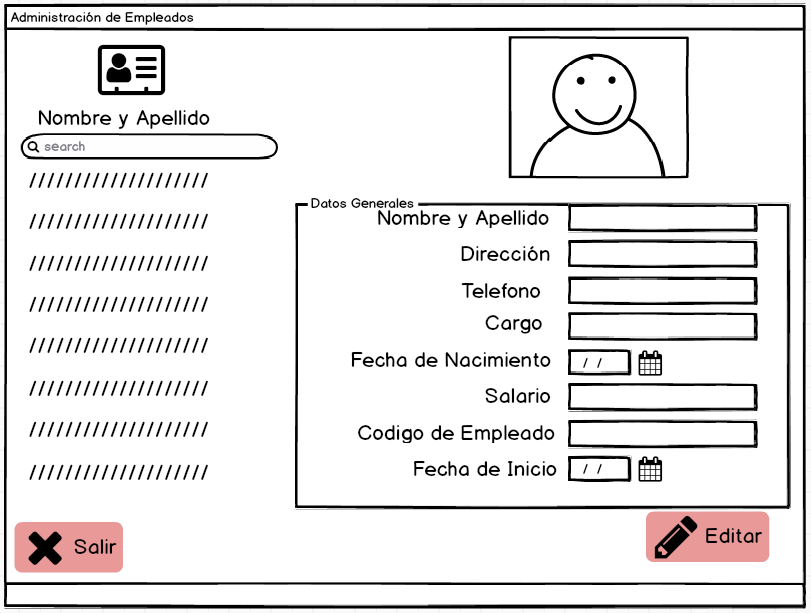 Administración de Empleados
Nombre y Apellido
search
/////////////////////
/////////////////////
/////////////////////
/////////////////////
/////////////////////
/////////////////////
/////////////////////
/////////////////////
Datos Generales
Nombre y Apellido
Dirección
Telefono
Cargo
Fecha de Nacimiento / /
Salario
Codigo de Empleado
Fecha de Inicio / /
Salir
Editar